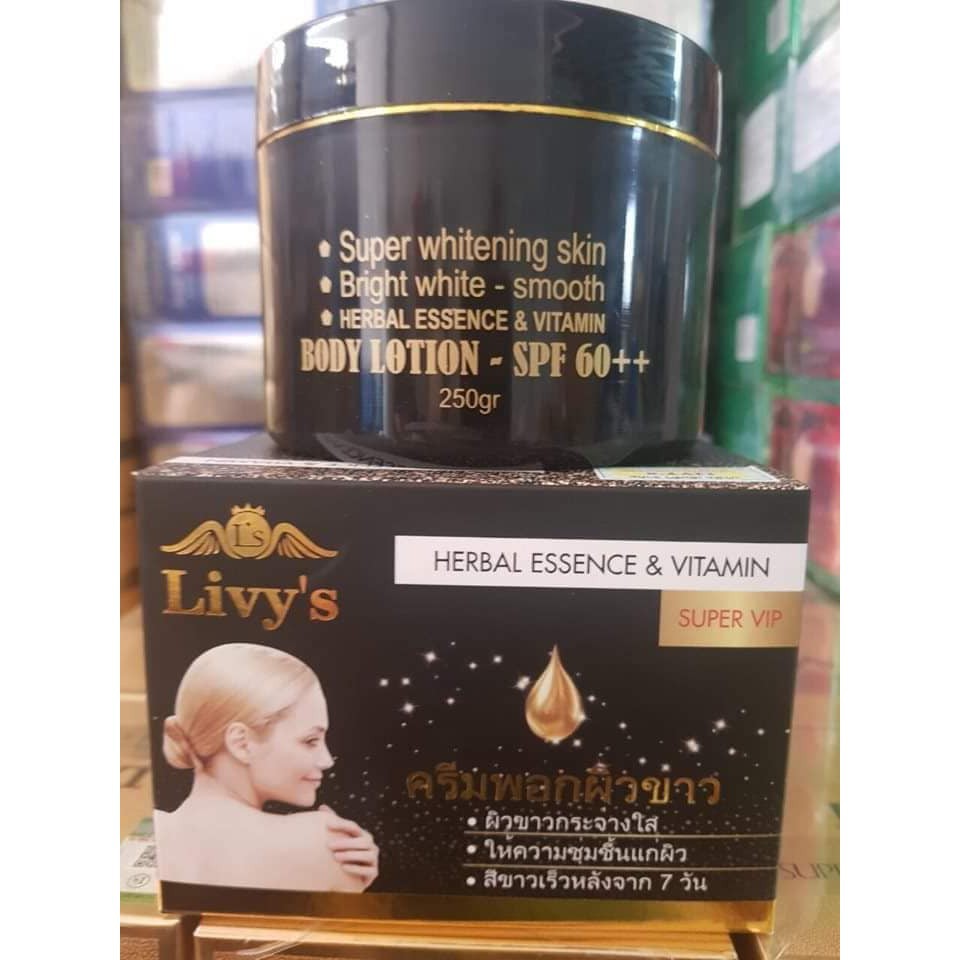 Super whitening skin
Bright white - smooth
HERBAL ESSENCE & VITAMIN
BODY LOTION - SPF 60++
250gr
L's
Livy's
HERBAL ESSENCE & VITAMIN
SUPER VIP
ครีมพอกผิวขาว
• ผิวขาวกระจ่างใส
• ให้ความชุ่มชื้นแก่ผิว
• สีขาวเร็วหลังจาก 7 วัน